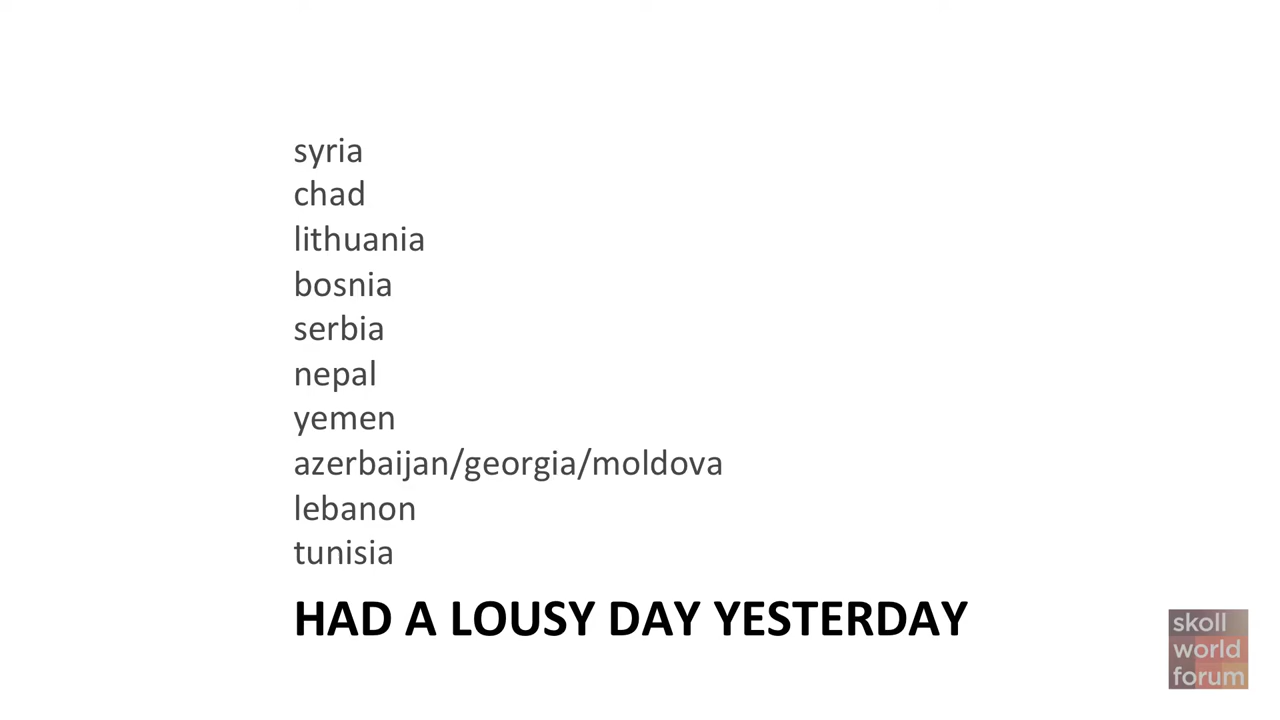 syria
chad
lithuania
bosnia
serbia
nepal
yemen
azerbaijan/georgia/moldova
lebanon
tunisia
HAD A LOUSY DAY YESTERDAY
skoll
world
forum